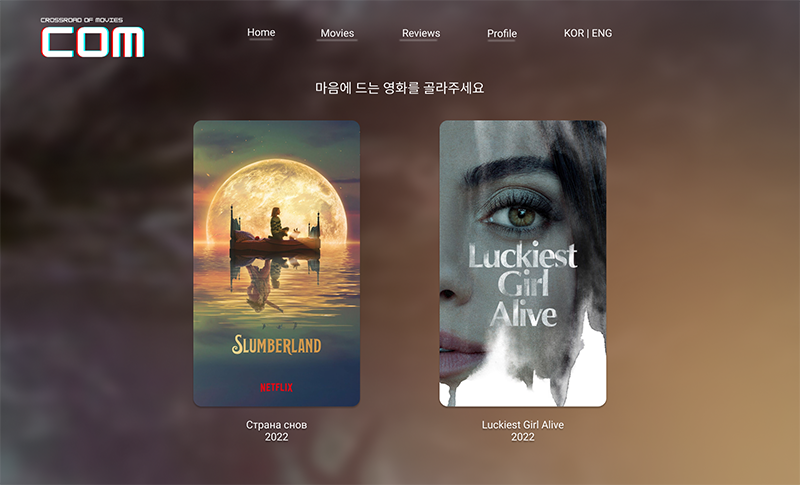 CROSSROAD OF MOVIES
COM
Home
Movies
Reviews
Profile
KOR | ENG
마음에 드는 영화를 골라주세요
SLUMBERLAND
NETFLIX
Luckiest
Girl
Alive
Страна снов
2022
Luckiest Girl Alive
2022